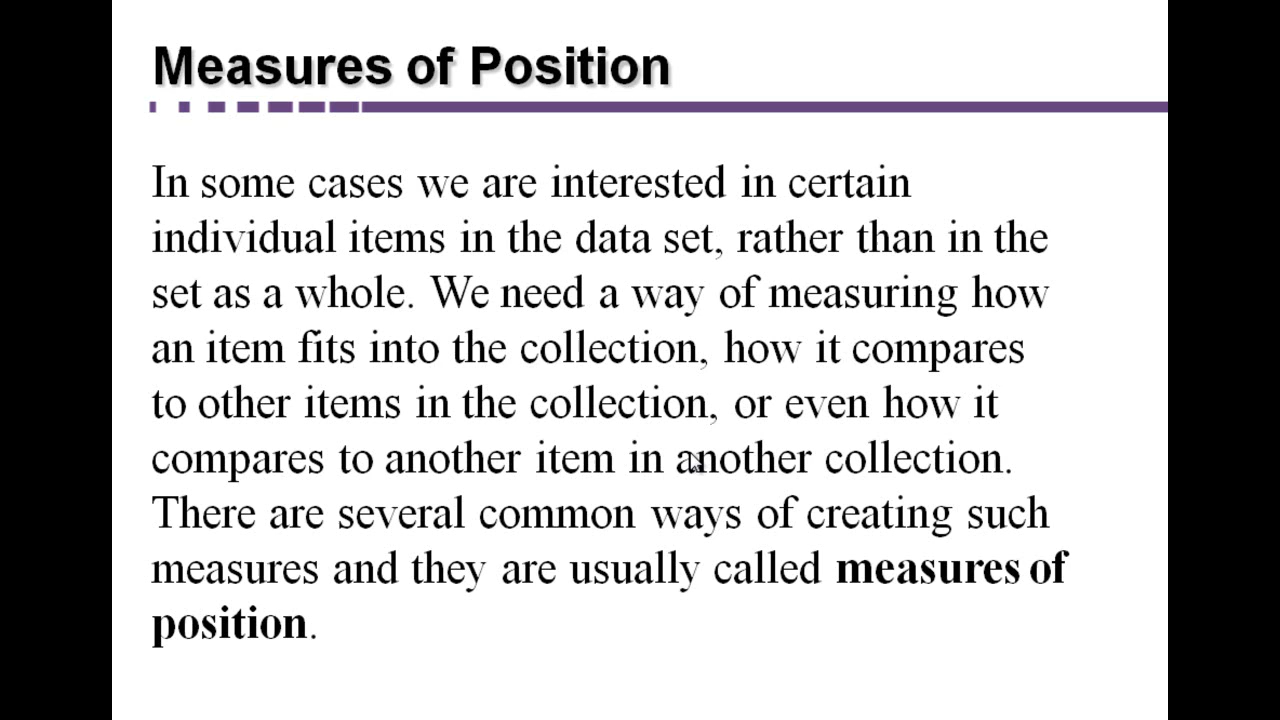 Measures of Position
In some cases we are interested in certain
individual items in the data set, rather than in the
set as a whole. We need a way of measuring how
an item fits into the collection, how it compares
to other items in the collection, or even how it
compares to another item in another collection.
There are several common ways of creating such
measures and they are usually called measures of
position.